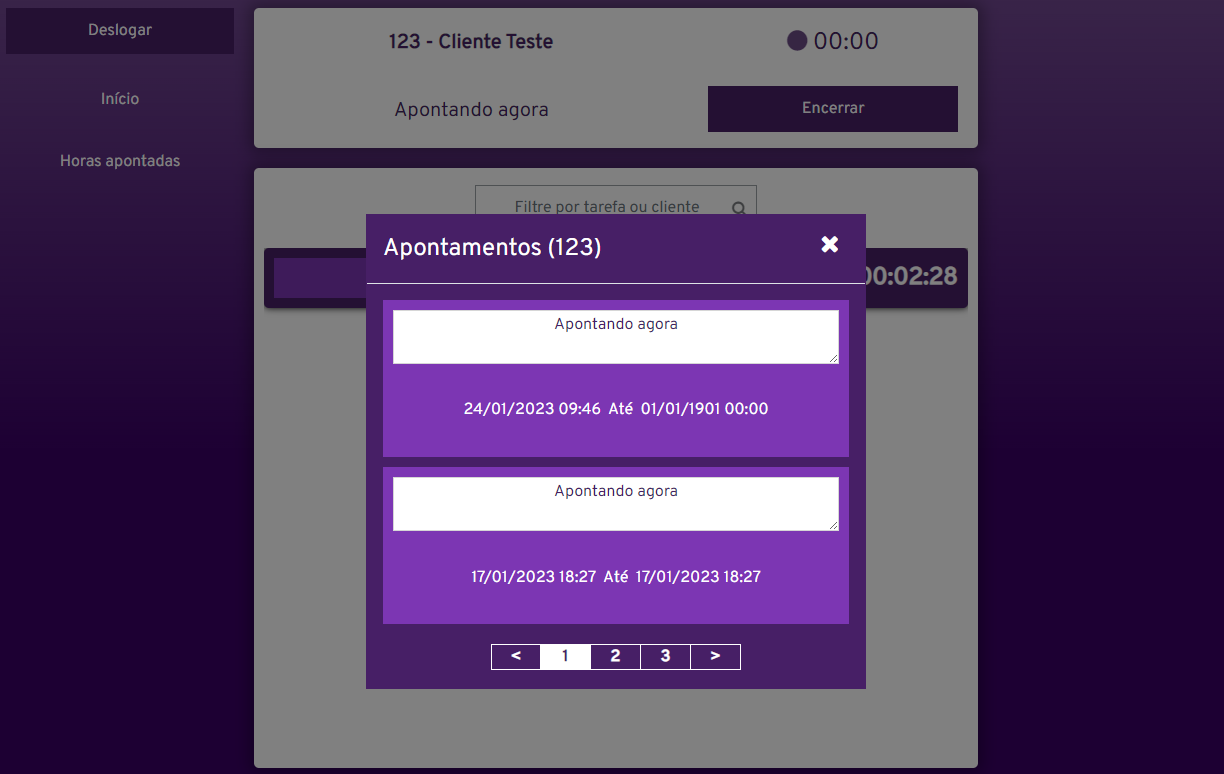 Deslogar
Início
Horas apontadas
123 - Cliente Teste
00:00
Apontando agora
Encerrar
Filtre por tarefa ou cliente
00:02:28
Apontamentos (123)
Apontando agora
24/01/2023 09:46 Até 01/01/1901 00:00
Apontando agora
17/01/2023 18:27 Até 17/01/2023 18:27
< 1 2 3 >